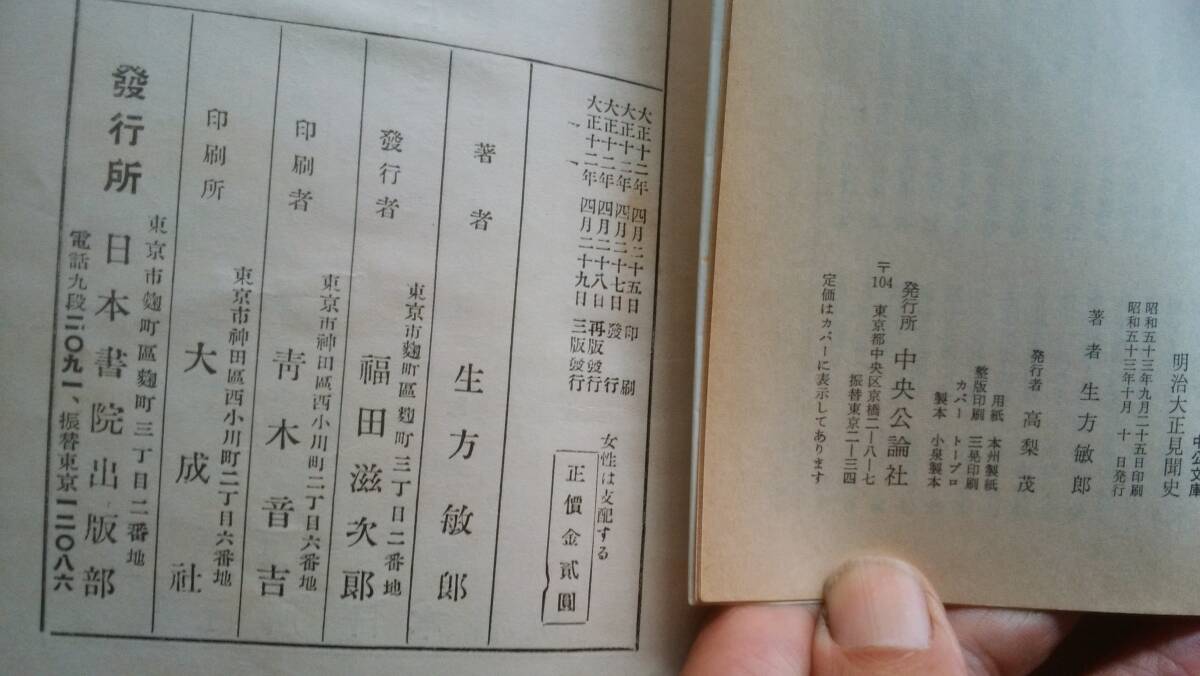 中公文庫
明治大正見聞史
昭和五十三年九月二十五日印刷
昭和五十三年十月 十 日発行
著者 生方敏郎
発行者 高梨 茂
用紙 本州製紙
整版印刷 三晃印刷
カバー トープロ
製本 小泉製本
発行所 中央公論社
〒104 東京都中央区京橋二―八―七
振替東京二―三四
定価はカバーに表示してあります
大正十二年 四月二十五日 印刷
大正十二年 四月二十七日 發行
大正十二年 四月二十八日 再版發行
大正十二年 四月二十九日 三版發行
女性は支配する
正價金貳圓
著者 生方敏郎
東京市麴町區麴町三丁目二番地
發行者 福田滋次郎
東京市神田區西小川町二丁目六番地
印刷者 靑木音吉
東京市神田區西小川町二丁目六番地
印刷所 大成社
東京市麴町區麴町三丁目二番地
發行所 日本書院出版部
電話九段二〇九一、振替東京一二〇八六